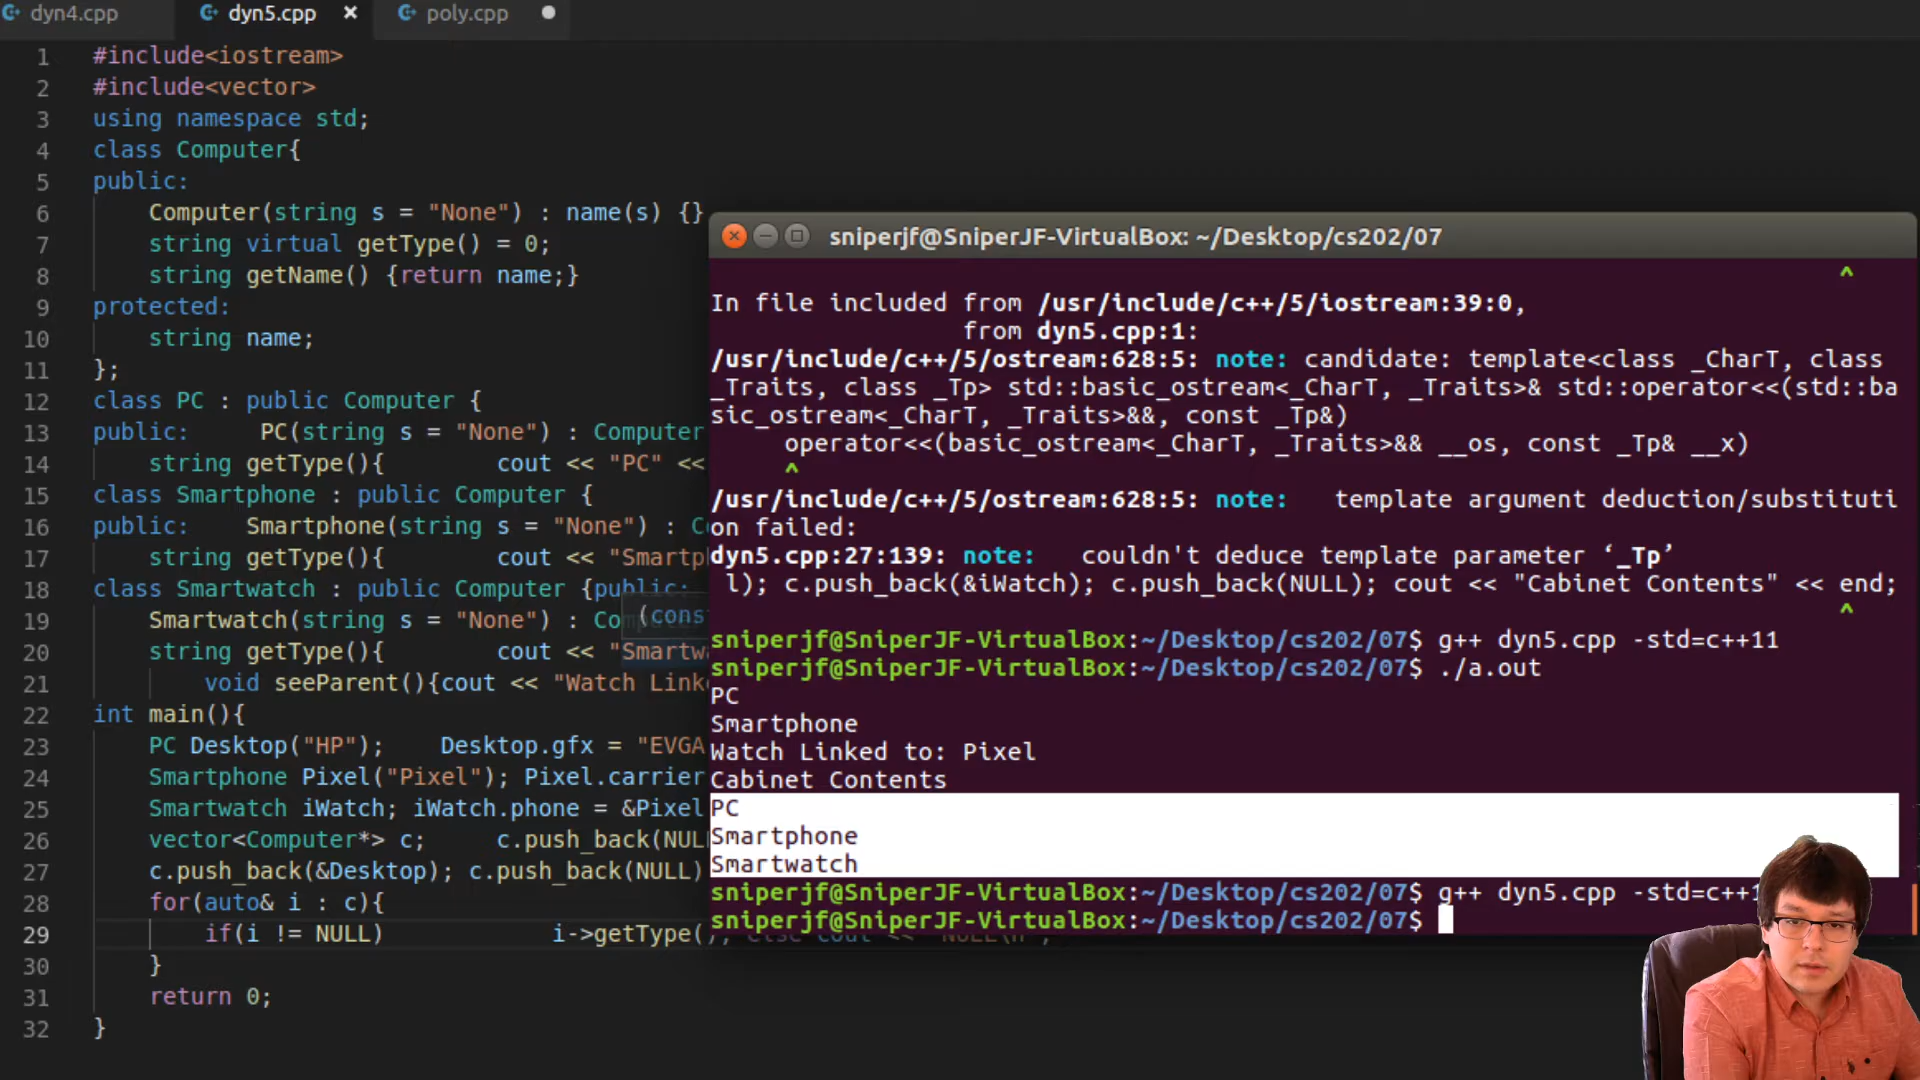 dyn4.cpp dyn5.cpp × poly.cpp
1 #include<iostream>
2 #include<vector>
3 using namespace std;
4 class Computer{
5 public:
6 Computer(string s = "None") : name(s) {}
7 string virtual getType() = 0;
8 string getName() {return name;}
9 protected:
10 string name;
11 };
12 class PC : public Computer {
13 public: PC(string s = "None") : Computer
14 string getType(){ cout << "PC" <<
15 class Smartphone : public Computer {
16 public: Smartphone(string s = "None") :
17 string getType(){ cout <<
18 class Smartwatch : public Computer {public:
19 Smartwatch(string s = "None") :
20 string getType(){ cout <<
21 void seeParent(){cout << "Watch
22 int main(){
23 PC Desktop("HP"); Desktop.gfx = "EVGA
24 Smartphone Pixel("Pixel"); Pixel.carrier
25 Smartwatch iWatch; iWatch.phone = &Pixel
26 vector<Computer*> c; c.push_back(
27 c.push_back(&Desktop); c.push_back(NULL)
28 for(auto& i : c){
29 if(i != NULL) i->getType();
30 }
31 return 0;
32 }
sniperjf@SniperJF-VirtualBox: ~/Desktop/cs202/07
^
In file included from /usr/include/c++/5/iostream:39:0,
from dyn5.cpp:1:
/usr/include/c++/5/ostream:628:5: note: candidate: template<class _CharT, class
_Traits, class _Tp> std::basic_ostream<_CharT, _Traits>& std::operator<<(std::ba
sic_ostream<_CharT, _Traits>&&, const _Tp&)
operator<<(basic_ostream<_CharT, _Traits>&& __os, const _Tp& __x)
^
/usr/include/c++/5/ostream:628:5: note: template argument deduction/substituti
on failed:
dyn5.cpp:27:139: note: couldn't deduce template parameter ‘_Tp’
l); c.push_back(&iWatch); c.push_back(NULL); cout << "Cabinet Contents" << end;
^
sniperjf@SniperJF-VirtualBox:~/Desktop/cs202/07$ g++ dyn5.cpp -std=c++11
sniperjf@SniperJF-VirtualBox:~/Desktop/cs202/07$ ./a.out
PC
Smartphone
Watch Linked to: Pixel
Cabinet Contents
PC
Smartphone
Smartwatch
sniperjf@SniperJF-VirtualBox:~/Desktop/cs202/07$ g++ dyn5.cpp -std=c++1
sniperjf@SniperJF-VirtualBox:~/Desktop/cs202/07$